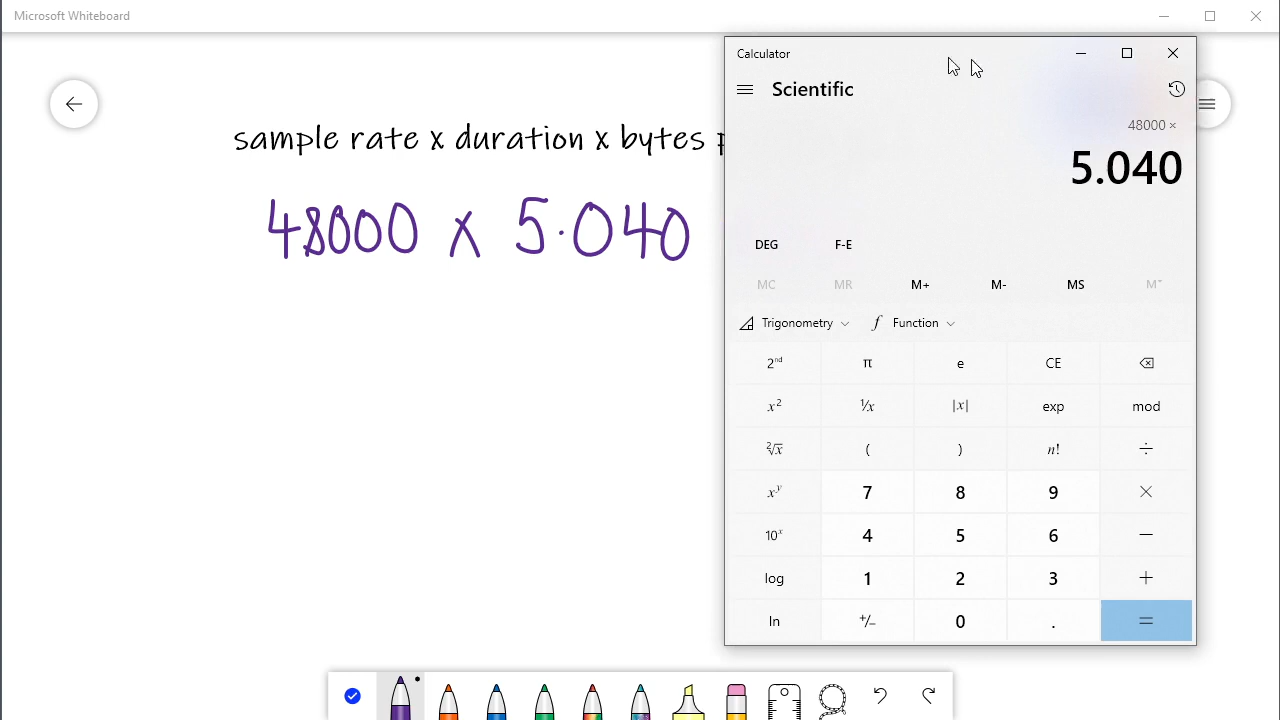 Microsoft Whiteboard
Calculator
Scientific
sample rate x duration x bytes
48000 ×
5.040
48000 x 5.040
DEG F-E
MC MR M+ M- MS M˅
Trigonometry f Function
2ⁿᵈ π e CE
x² ¹/x |x| exp mod
²√x ( ) n! ÷
xʸ 7 8 9 ×
10ˣ 4 5 6 −
log 1 2 3 +
ln +/− 0 . =